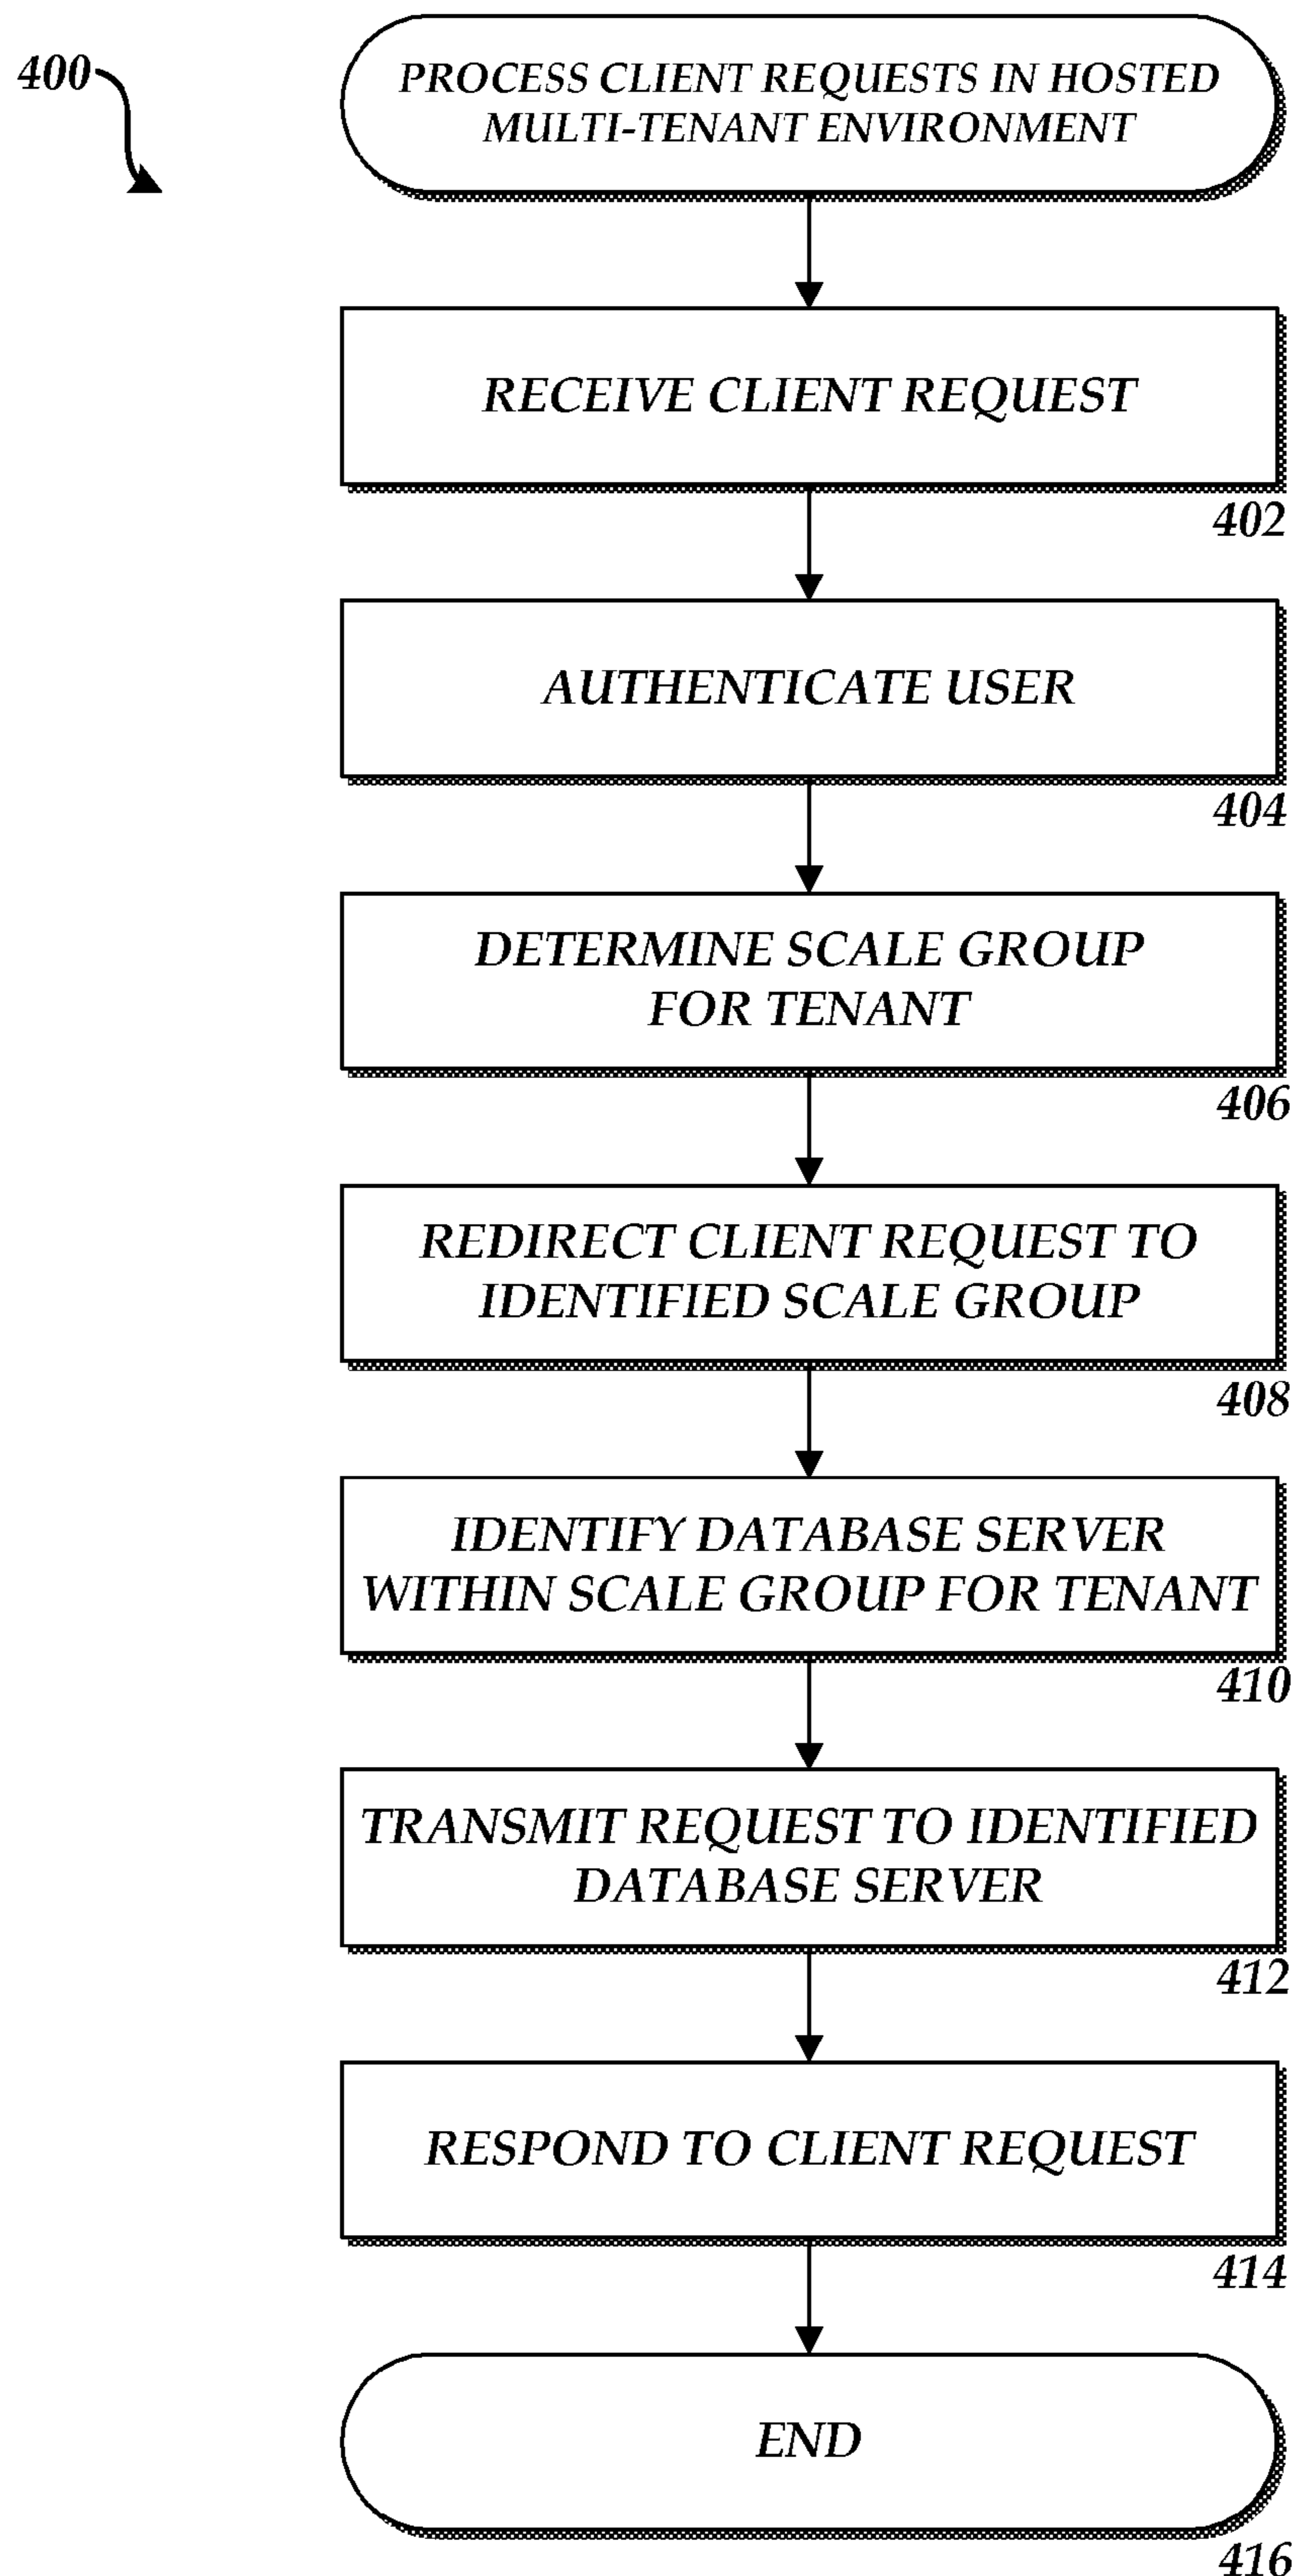 400
PROCESS CLIENT REQUESTS IN HOSTED
MULTI-TENANT ENVIRONMENT
RECEIVE CLIENT REQUEST
402
AUTHENTICATE USER
404
DETERMINE SCALE GROUP
FOR TENANT
406
REDIRECT CLIENT REQUEST TO
IDENTIFIED SCALE GROUP
408
IDENTIFY DATABASE SERVER
WITHIN SCALE GROUP FOR TENANT
410
TRANSMIT REQUEST TO IDENTIFIED
DATABASE SERVER
412
RESPOND TO CLIENT REQUEST
414
END
416